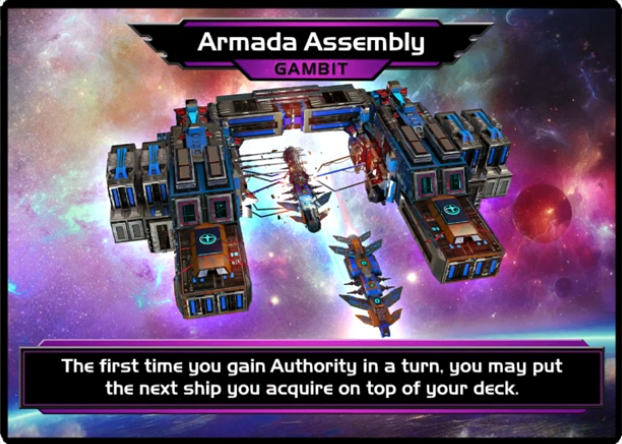 Armada Assembly
GAMBIT
The first time you gain Authority in a turn, you may put
the next ship you acquire on top of your deck.